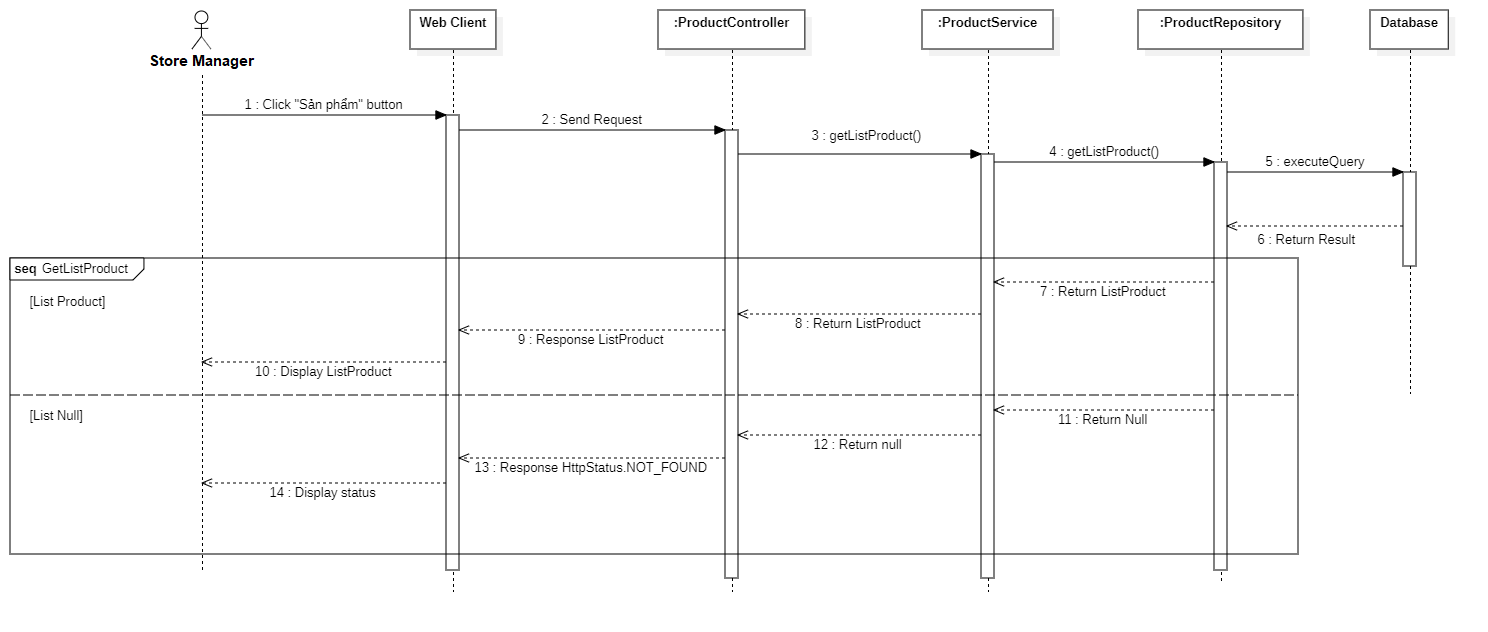 Store Manager
Web Client
:ProductController
:ProductService
:ProductRepository
Database
1 : Click "Sản phẩm" button
2 : Send Request
3 : getListProduct()
4 : getListProduct()
5 : executeQuery
6 : Return Result
seq GetListProduct
[List Product]
7 : Return ListProduct
8 : Return ListProduct
9 : Response ListProduct
10 : Display ListProduct
[List Null]
11 : Return Null
12 : Return null
13 : Response HttpStatus.NOT_FOUND
14 : Display status